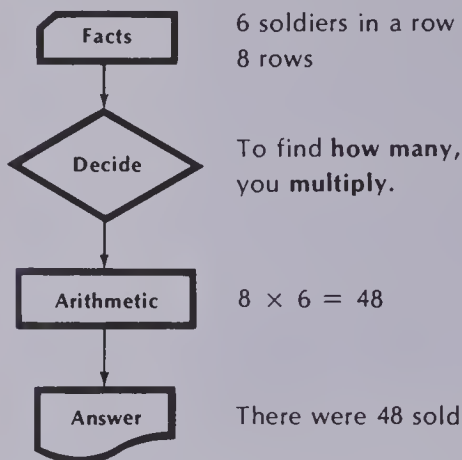 Facts
6 soldiers in a row
8 rows
Decide
To find how many,
you multiply.
Arithmetic
8 × 6 = 48
Answer
There were 48 sold